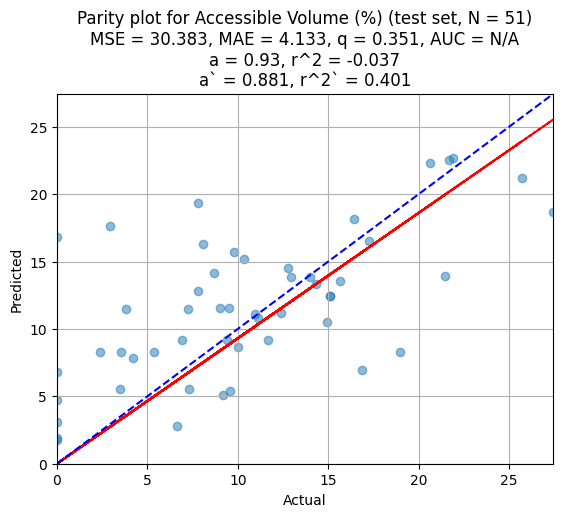 Parity plot for Accessible Volume (%) (test set, N = 51)
MSE = 30.383, MAE = 4.133, q = 0.351, AUC = N/A
a = 0.93, r^2 = -0.037
a` = 0.881, r^2` = 0.401
25
20
15
10
5
0
Predicted
0 5 10 15 20 25
Actual